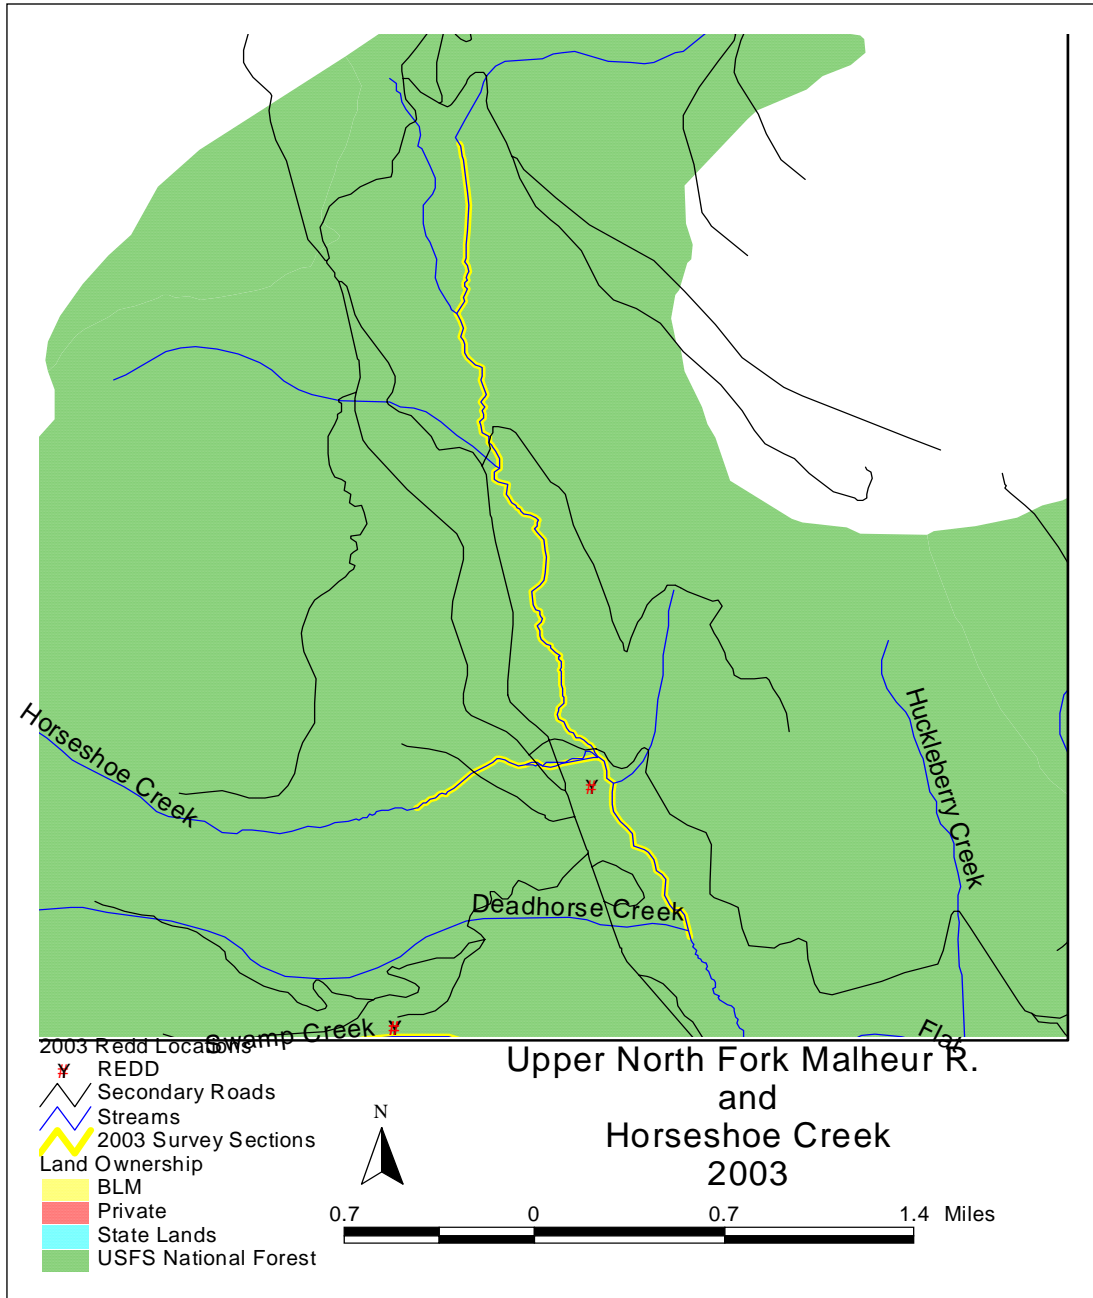 Horseshoe Creek
Huckleberry Creek
Deadhorse Creek
Swamp Creek
Flat
2003 Redd Locations
REDD
Secondary Roads
Streams
2003 Survey Sections
Land Ownership
BLM
Private
State Lands
USFS National Forest
N
Upper North Fork Malheur R.
and
Horseshoe Creek
2003
0.7 0 0.7 1.4 Miles